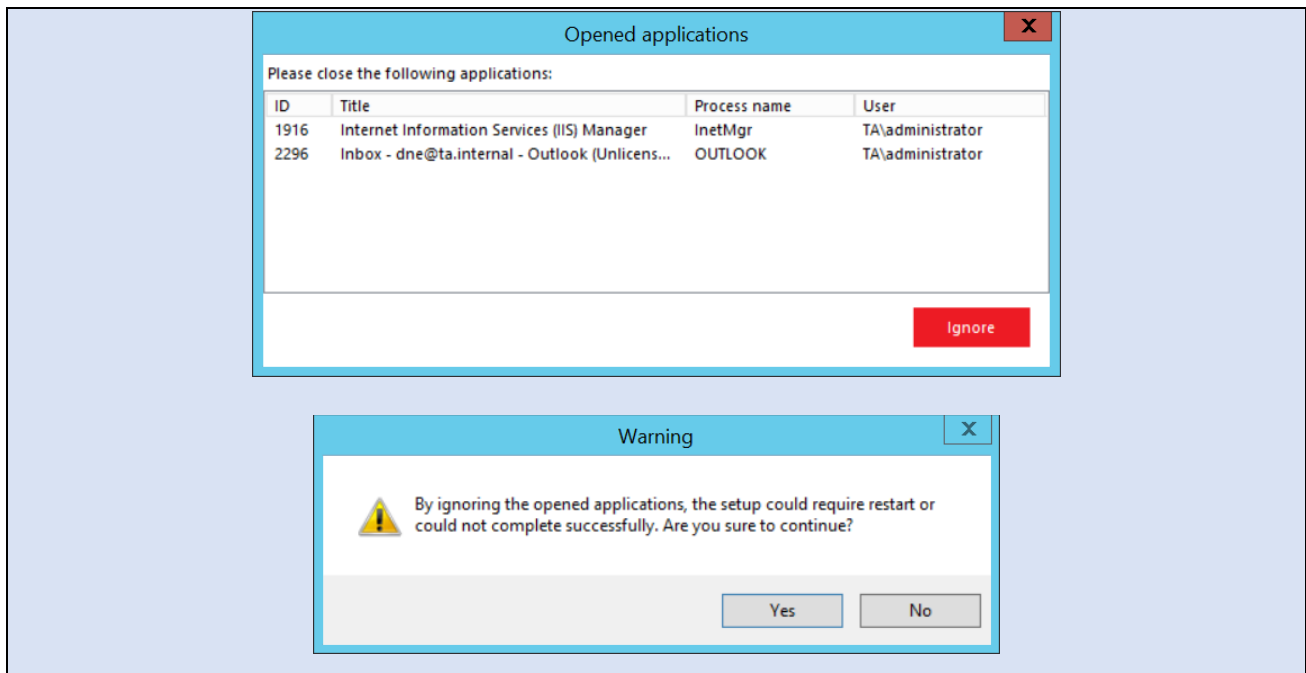 Opened applications
X
Please close the following applications:
ID Title Process name User
1916 Internet Information Services (IIS) Manager InetMgr TA\administrator
2296 Inbox - dne@ta.internal - Outlook (Unlicens... OUTLOOK TA\administrator
Ignore
Warning
X
By ignoring the opened applications, the setup could require restart or
could not complete successfully. Are you sure to continue?
Yes No